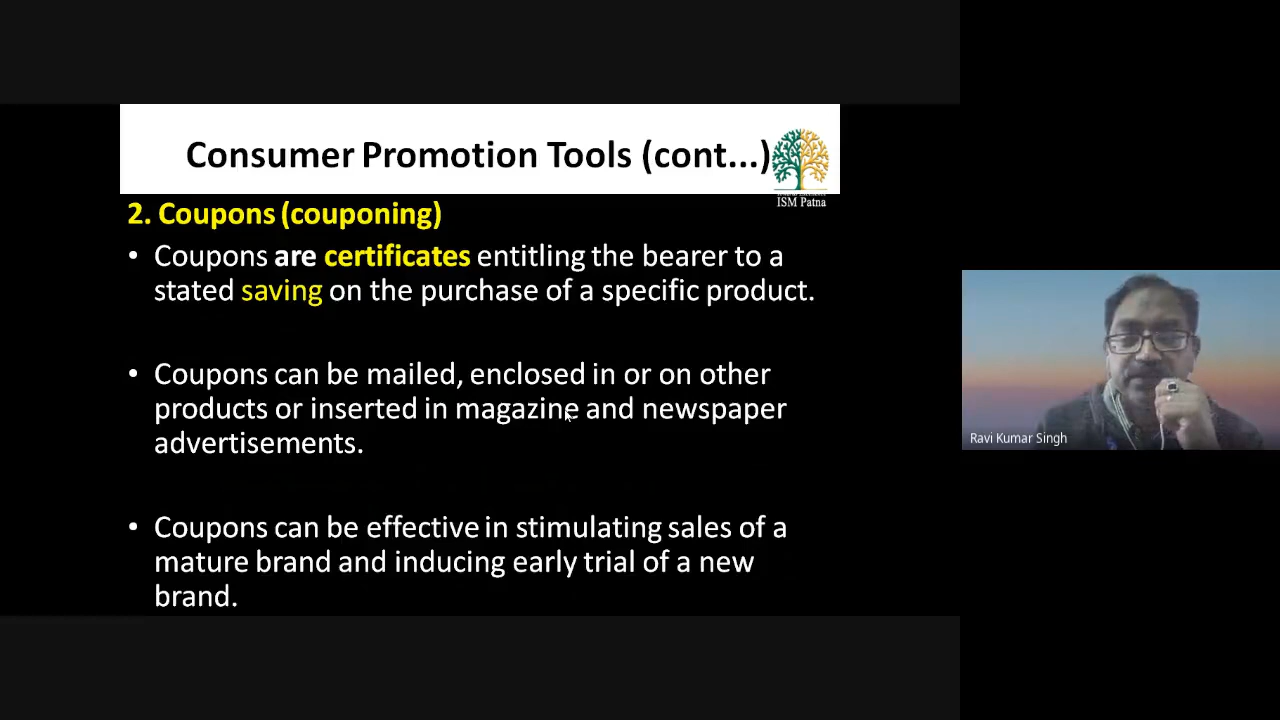 Consumer Promotion Tools (cont...)
ISM Patna
2. Coupons (couponing)
• Coupons are certificates entitling the bearer to a
stated saving on the purchase of a specific product.
• Coupons can be mailed, enclosed in or on other
products or inserted in magazine and newspaper
advertisements.
• Coupons can be effective in stimulating sales of a
mature brand and inducing early trial of a new
brand.
Ravi Kumar Singh